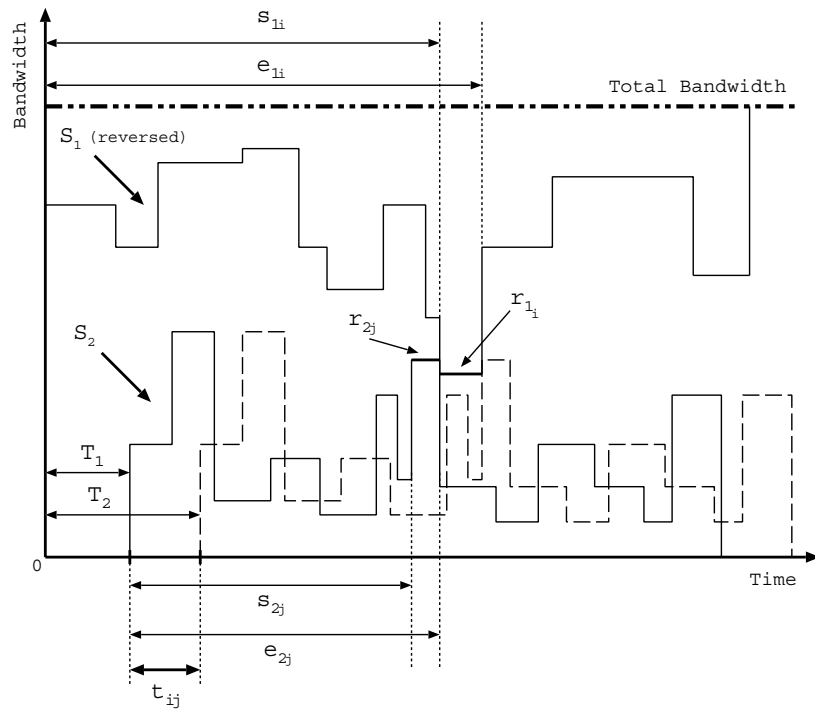 s1i
e1i
Bandwidth
Total Bandwidth
S1 (reversed)
r1i
r2j
S2
T1
T2
0
Time
s2j
e2j
tij